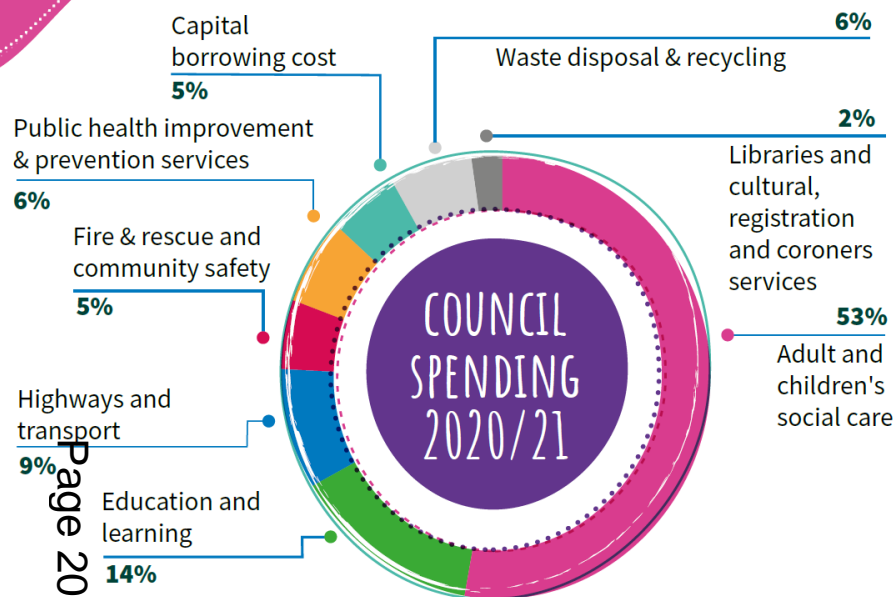 Capital
borrowing cost
5%
6%
Waste disposal & recycling
2%
Libraries and
cultural,
registration
and coroners
services
Public health improvement
& prevention services
6%
Fire & rescue and
community safety
5%
53%
Adult and
children's
social care
COUNCIL
SPENDING
2020/21
Highways and
transport
9%
Education and
learning
14%
Page 20